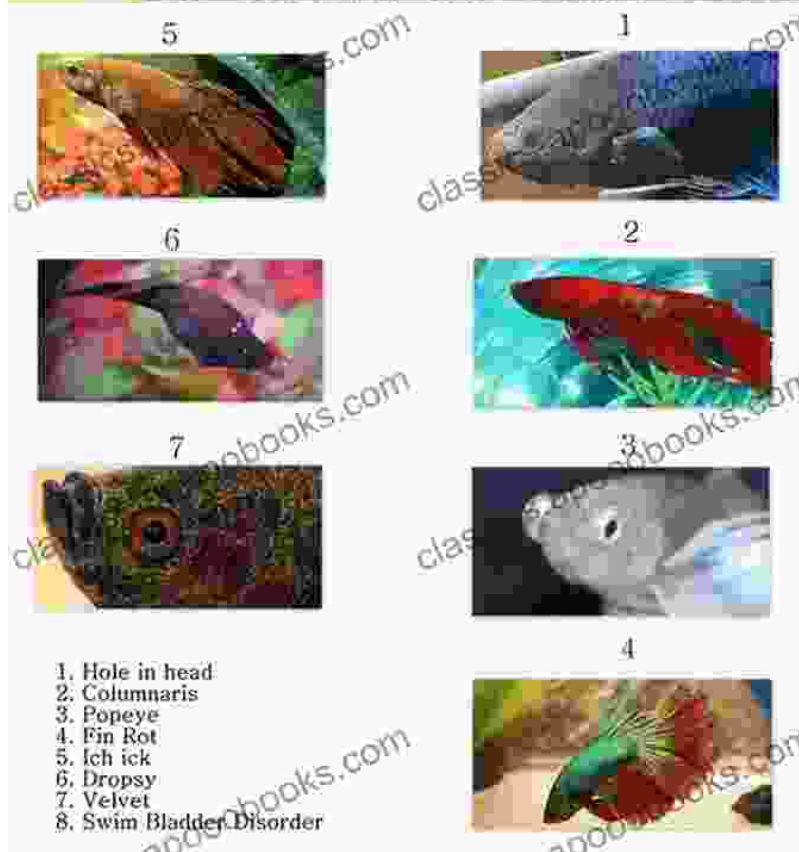 5
1
6
2
7
3
4
1. Hole in head
2. Columnaris
3. Popeye
4. Fin Rot
5. Ich ick
6. Dropsy
7. Velvet
8. Swim Bladder Disorder